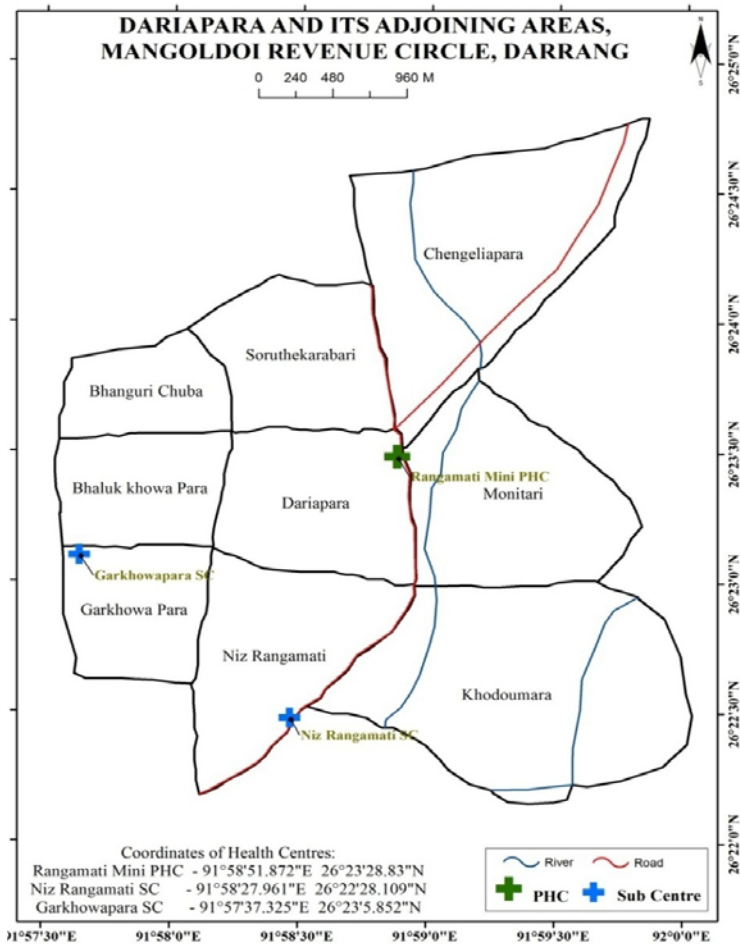 DARIAPARA AND ITS ADJOINING AREAS,
MANGOLDOI REVENUE CIRCLE, DARRANG
N
S
0 240 480 960 M
26°25'0"N
26°24'30"N
Chengeliapara
26°24'0"N
Soruthekarabari
Bhanguri Chuba
26°23'30"N
Rangamati Mini PHC
Bhaluk khowa Para
Dariapara
Monitari
Garkhowapara SC
26°23'0"N
Garkhowa Para
Niz Rangamati
Khodoumara
26°22'30"N
Niz Rangamati SC
26°22'0"N
Coordinates of Health Centres:
Rangamati Mini PHC - 91°58'51.872"E 26°23'28.83"N
Niz Rangamati SC - 91°58'27.961"E 26°22'28.109"N
Garkhowapara SC - 91°57'37.325"E 26°23'5.852"N
River Road
PHC Sub Centre
91°57'30"E 91°58'0"E 91°58'30"E 91°59'0"E 91°59'30"E 92°0'0"E